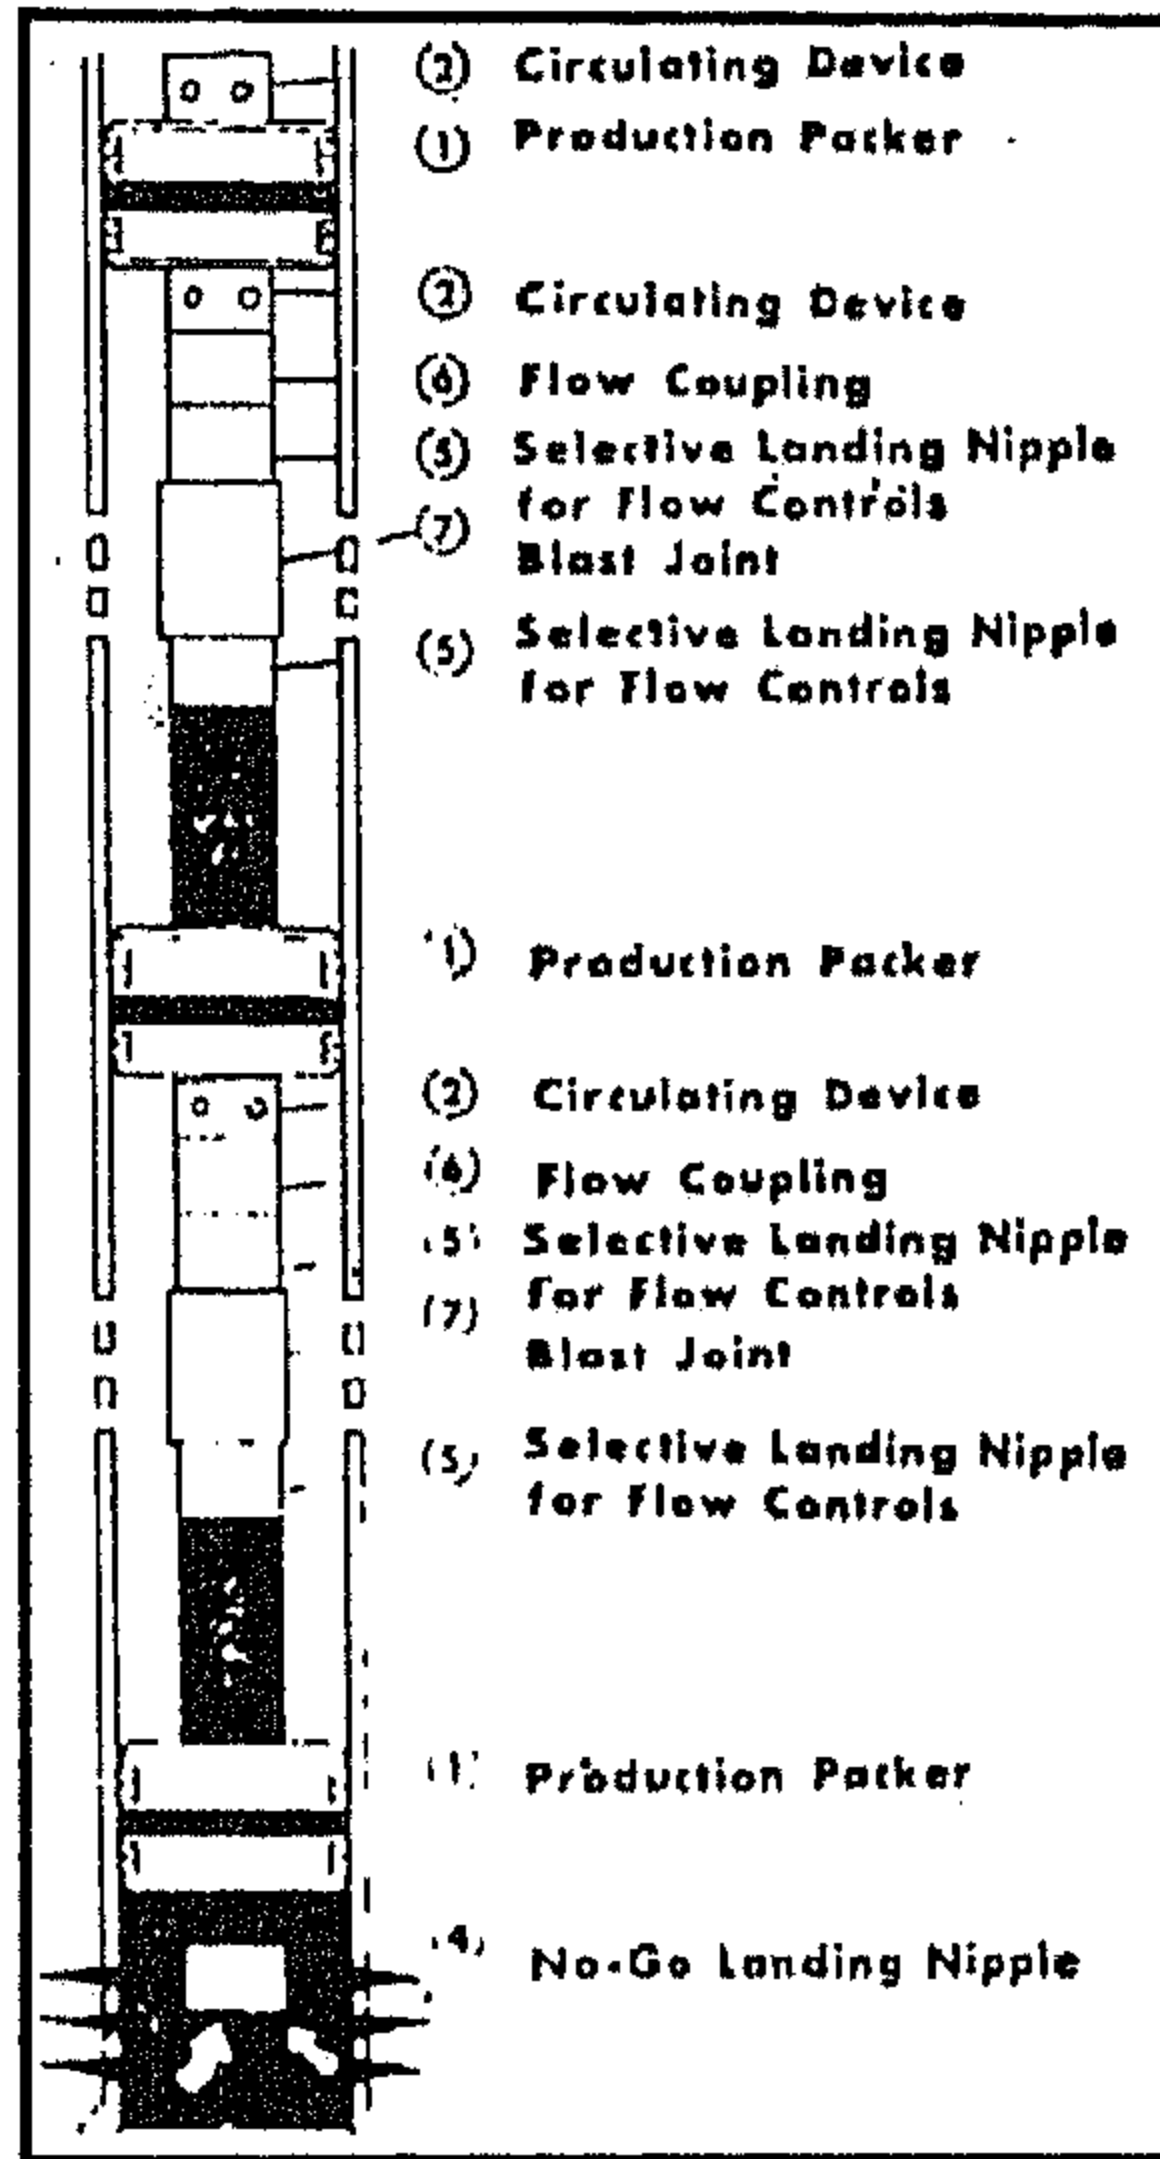 (2) Circulating Device
(1) Production Packer
(2) Circulating Device
(6) Flow Coupling
(5) Selective Landing Nipple
for Flow Controls
(7) Blast Joint
(5) Selective Landing Nipple
for Flow Controls
(1) Production Packer
(2) Circulating Device
(6) Flow Coupling
(5) Selective Landing Nipple
for Flow Controls
(7) Blast Joint
(5) Selective Landing Nipple
for Flow Controls
(1) Production Packer
(4) No-Go Landing Nipple